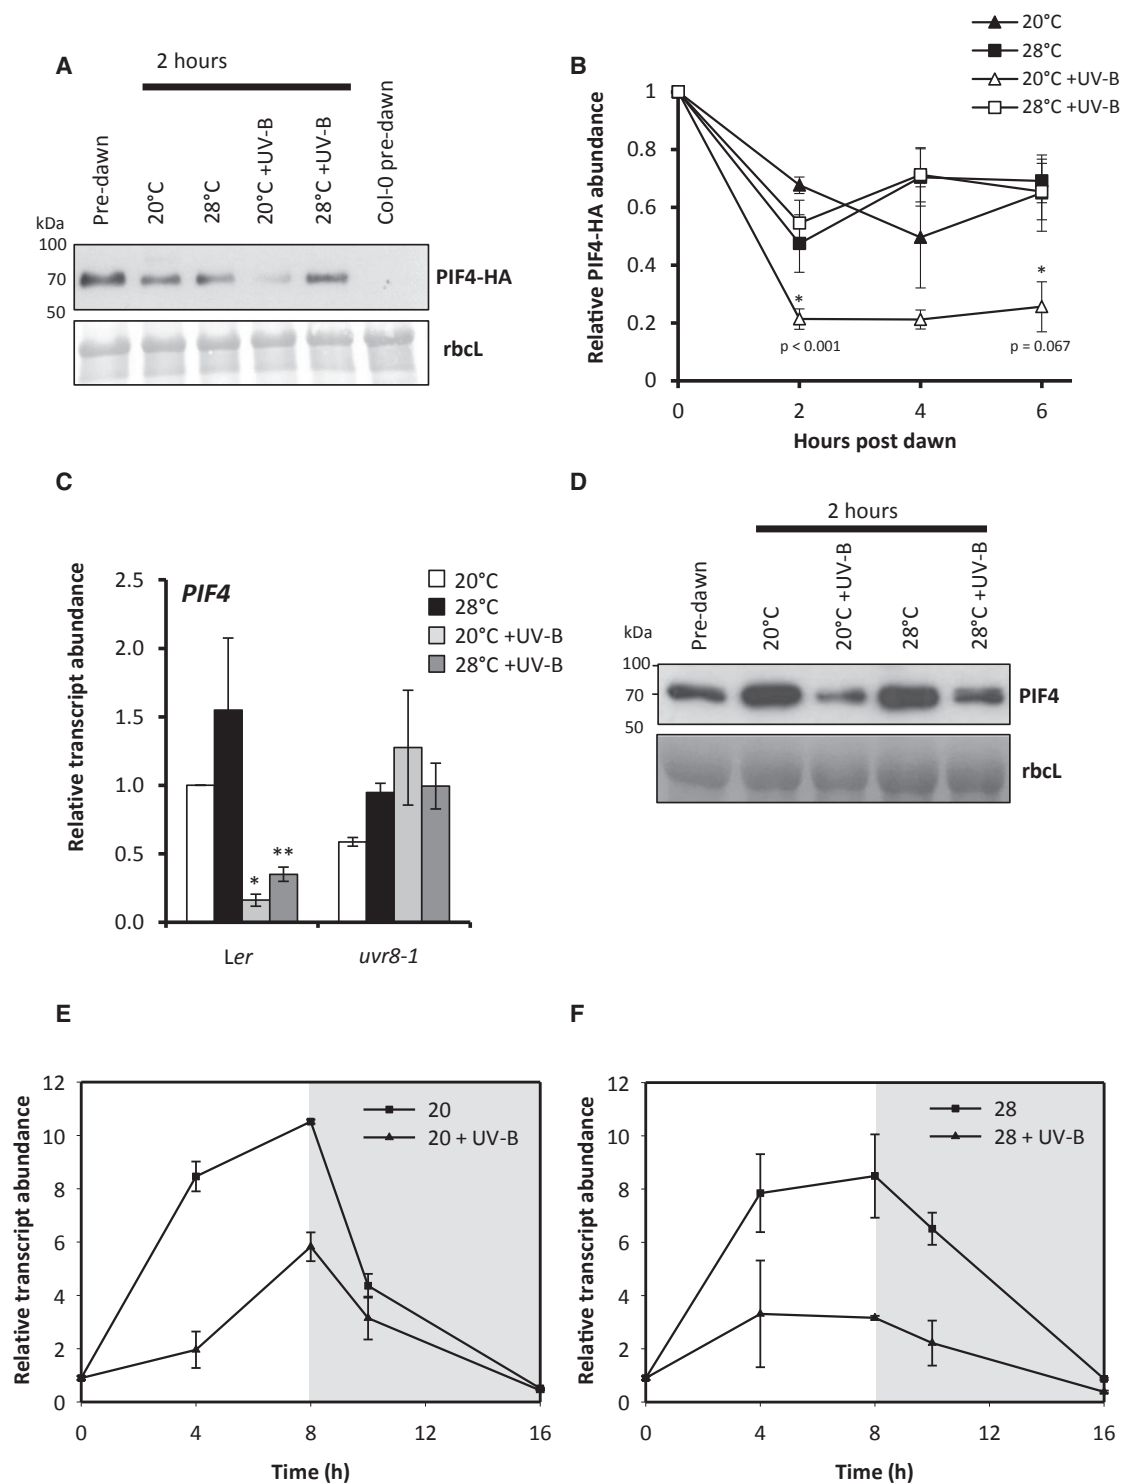 A
2 hours
Pre-dawn
20°C
28°C
20°C +UV-B
28°C +UV-B
Col-0 pre-dawn
kDa
100
70
50
PIF4-HA
rbcL
B
20°C
28°C
20°C +UV-B
28°C +UV-B
Relative PIF4-HA abundance
1
0.8
0.6
0.4
0.2
0
*
*
p < 0.001
p = 0.067
0
2
4
6
Hours post dawn
C
PIF4
20°C
28°C
20°C +UV-B
28°C +UV-B
Relative transcript abundance
2.5
2.0
1.5
1.0
0.5
0.0
*
**
Ler
uvr8-1
D
2 hours
Pre-dawn
20°C
20°C +UV-B
28°C
28°C +UV-B
kDa
100
70
50
PIF4
rbcL
E
20
20 + UV-B
Relative transcript abundance
12
10
8
6
4
2
0
0
4
8
12
16
Time (h)
F
28
28 + UV-B
Relative transcript abundance
12
10
8
6
4
2
0
0
4
8
12
16
Time (h)